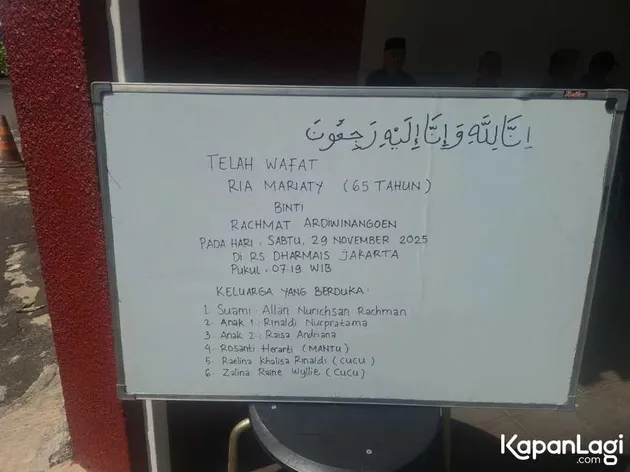 إِنَّا لِلّٰهِ وَإِنَّا إِلَيْهِ رَجِعُونَ
TELAH WAFAT
RIA MARIATY (65 TAHUN)
BINTI
RACHMAT ARDIWINANGOEN
PADA HARI : SABTU, 29 NOVEMBER 2025
DI RS DHARMAIS JAKARTA
PUKUL : 07.19 WIB
KELUARGA YANG BERDUKA :
1. Suami : Allan Nurichsan Rachman
2. Anak 1 : Rinaldi Nurpratama
3. Anak 2 : Raisa Andriana
4. Rosanti Herarti (MANTU)
5. Raelina Khalisa Rinaldi (CUCU)
6. Zalina Raine Wyllie (CUCU)
KapanLagi
.com